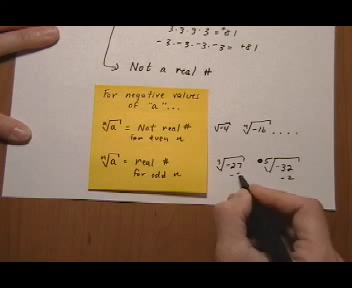 3 · 3 · 3 · 3 = +81
-3 · -3 · -3 · -3 = +81
Not a real #
For negative values
of "a"...
ⁿ√a = Not real #
for even n
ⁿ√a = real #
for odd n
√-4 ⁴√-16 ....
³√-27 ⁵√-32
-2